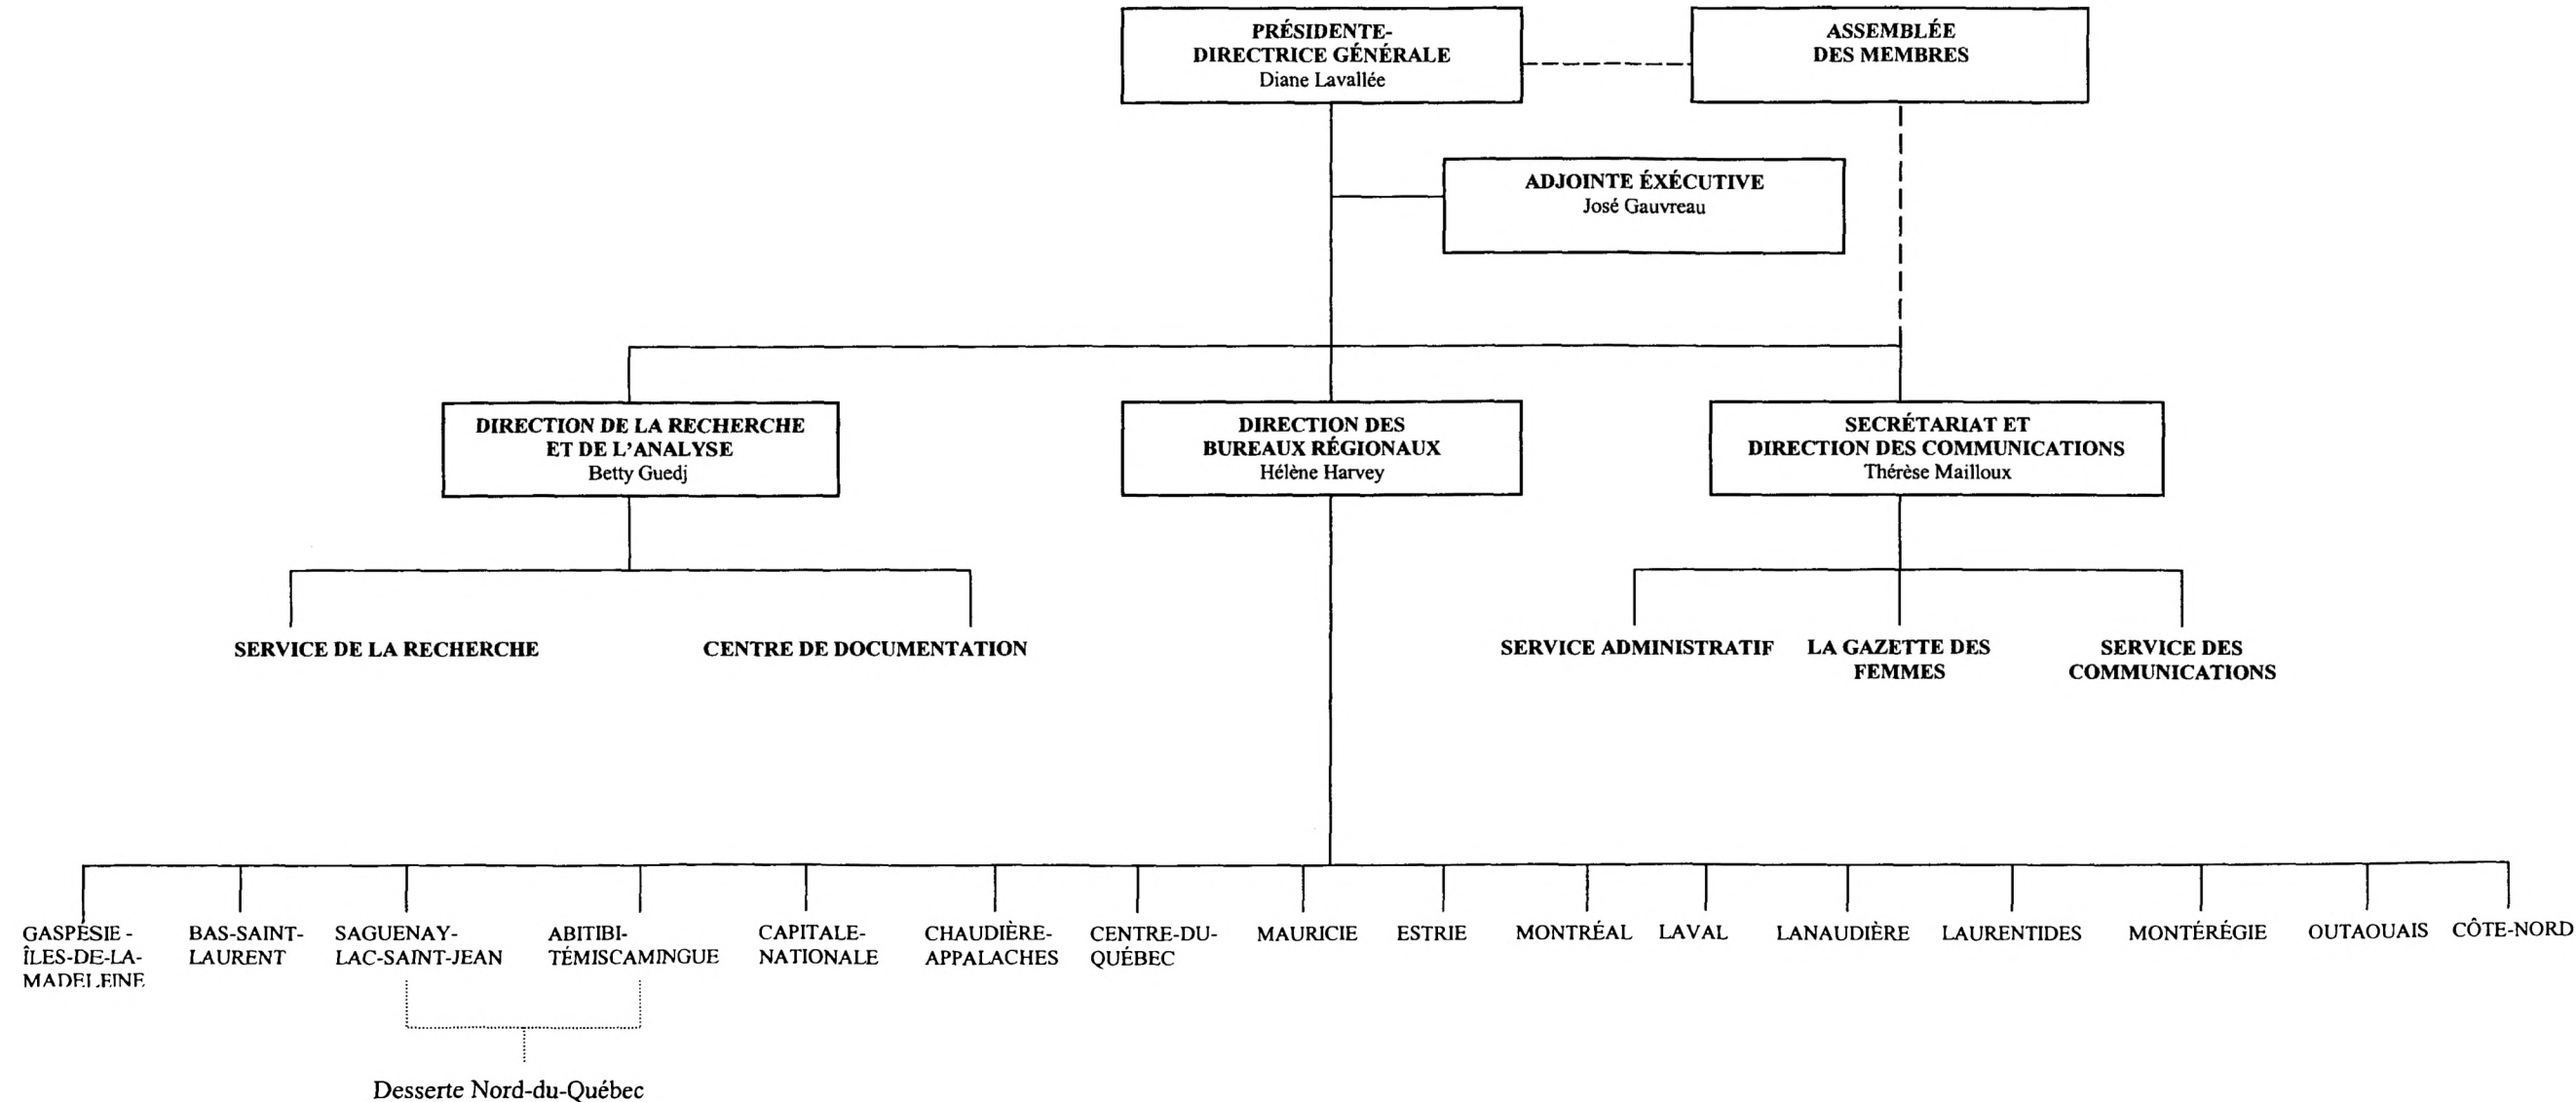 PRÉSIDENTE-
DIRECTRICE GÉNÉRALE
Diane Lavallée
ASSEMBLÉE
DES MEMBRES
ADJOINTE ÉXÉCUTIVE
José Gauvreau
DIRECTION DE LA RECHERCHE
ET DE L'ANALYSE
Betty Guedj
DIRECTION DES
BUREAUX RÉGIONAUX
Hélène Harvey
SECRÉTARIAT ET
DIRECTION DES COMMUNICATIONS
Thérèse Mailloux
SERVICE DE LA RECHERCHE
CENTRE DE DOCUMENTATION
SERVICE ADMINISTRATIF
LA GAZETTE DES
FEMMES
SERVICE DES
COMMUNICATIONS
GASPÉSIE -
ÎLES-DE-LA-
MADELEINE
BAS-SAINT-
LAURENT
SAGUENAY-
LAC-SAINT-JEAN
ABITIBI-
TÉMISCAMINGUE
CAPITALE-
NATIONALE
CHAUDIÈRE-
APPALACHES
CENTRE-DU-
QUÉBEC
MAURICIE
ESTRIE
MONTRÉAL
LAVAL
LANAUDIÈRE
LAURENTIDES
MONTÉRÉGIE
OUTAOUAIS
CÔTE-NORD
Desserte Nord-du-Québec